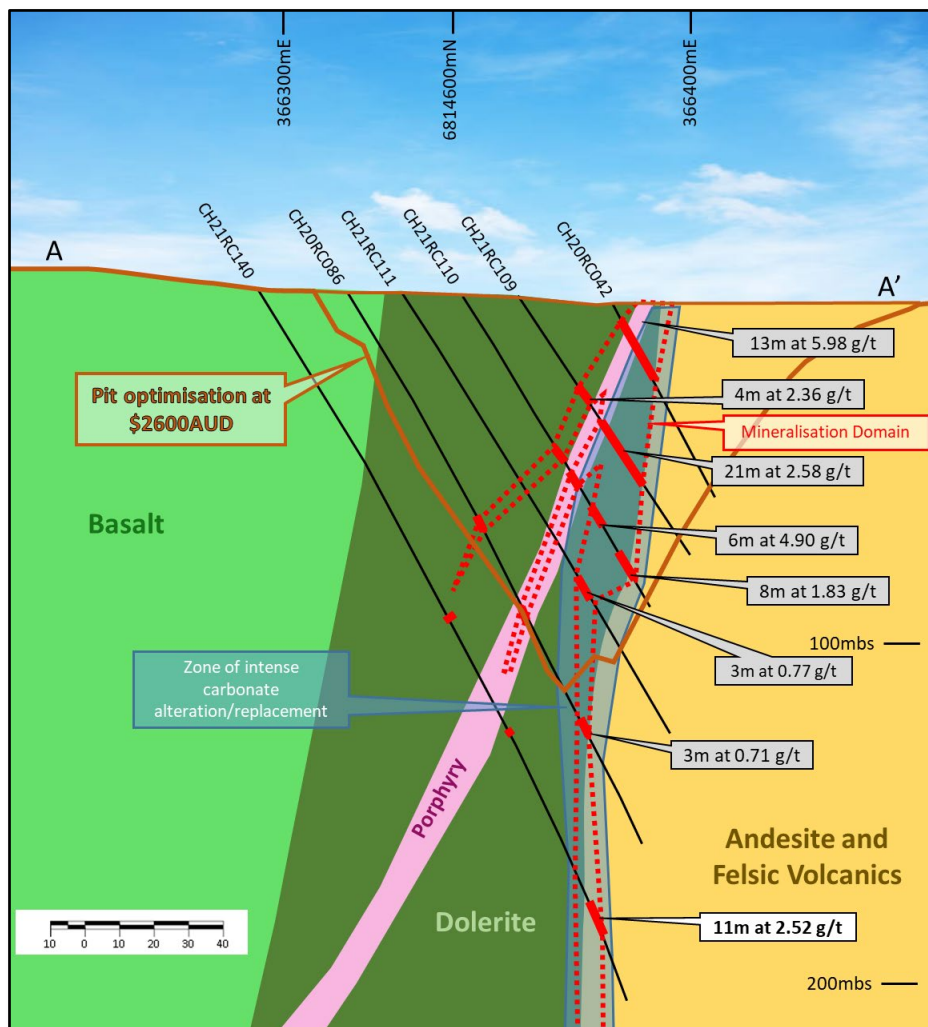 366300mE
6814600mN
366400mE
A
CH21RC140
CH20RC086
CH21RC111
CH21RC110
CH21RC109
CH20RC042
A’
13m at 5.98 g/t
Pit optimisation at
$2600AUD
4m at 2.36 g/t
Mineralisation Domain
21m at 2.58 g/t
Basalt
6m at 4.90 g/t
8m at 1.83 g/t
100mbs
Zone of intense
carbonate
alteration/replacement
3m at 0.77 g/t
3m at 0.71 g/t
Porphyry
Andesite and
Felsic Volcanics
Dolerite
11m at 2.52 g/t
10 0 10 20 30 40
200mbs